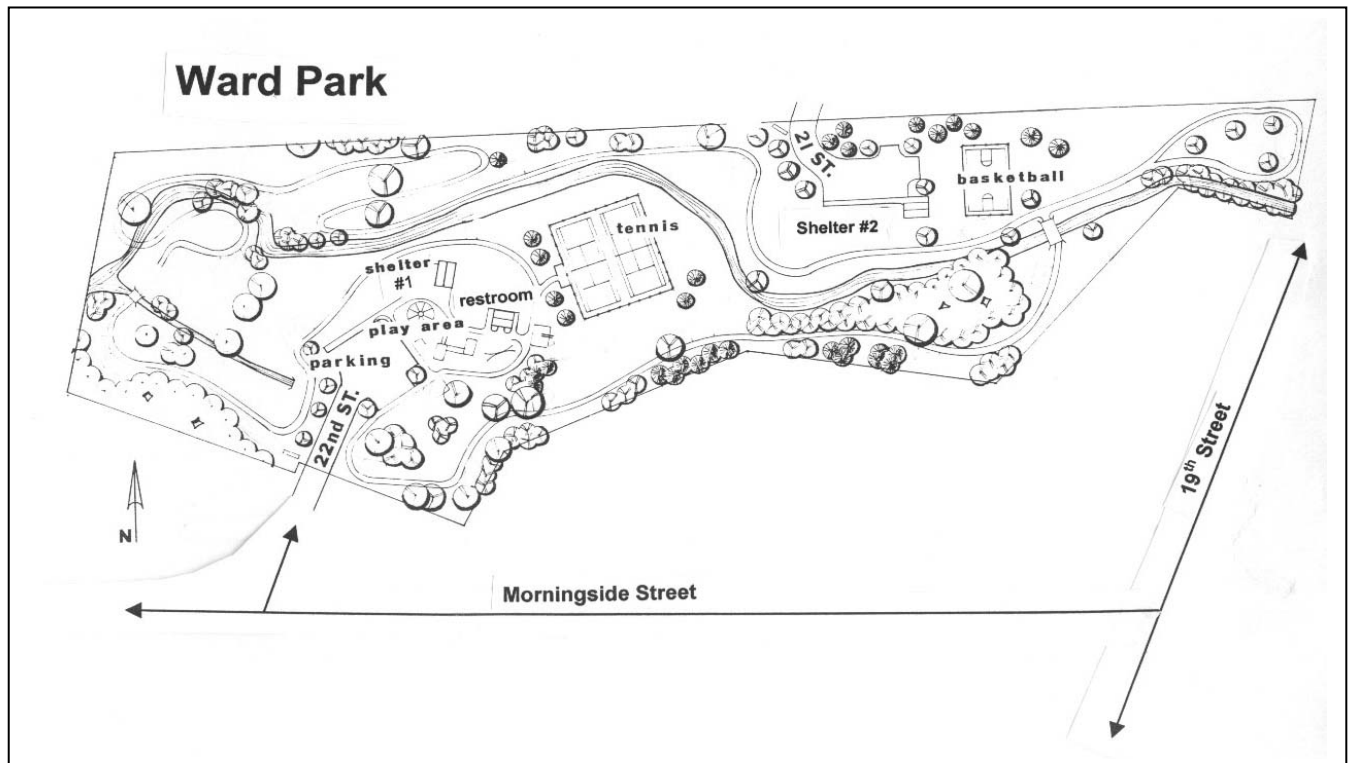 Ward Park
21 ST.
basketball
tennis
Shelter #2
shelter
#1
restroom
play area
parking
22nd ST.
N
19th Street
Morningside Street